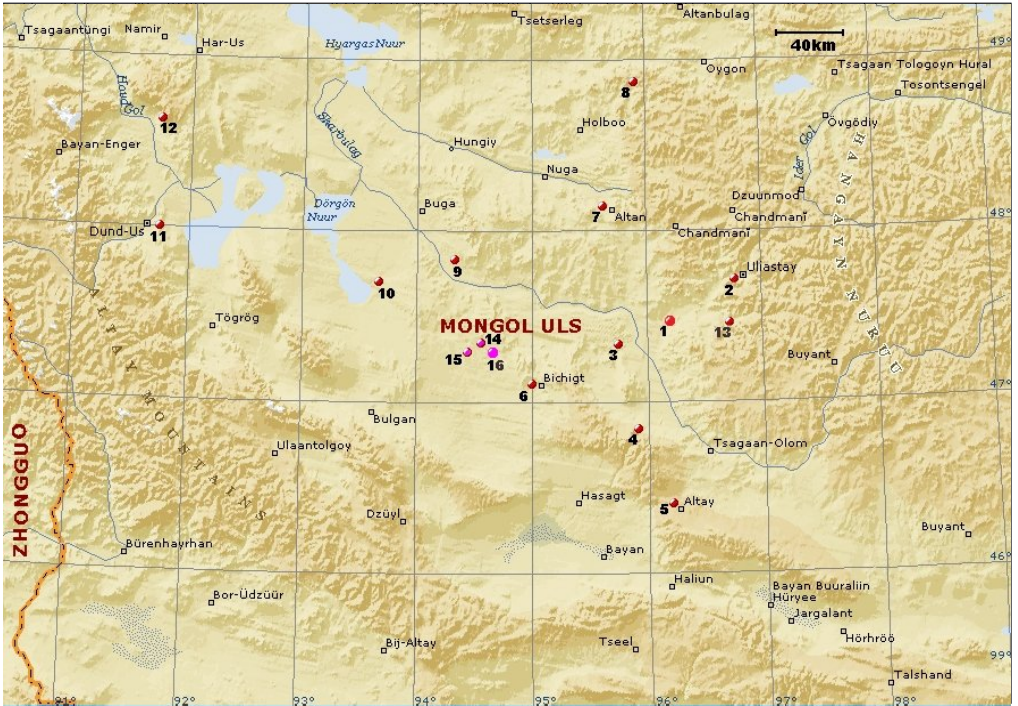 Altanbulag
Tsetserleg
Tsagaantüngi
Namir
Har-Us
Hyargas Nuur
40km
49°
Oygon
Tsagaan Tologoyn Hural
Tosontsengel
8
Hovd Gol
12
Holboo
Övgödiy
Bayan-Enger
Sharbulag
Hungiy
Ider Gol
Nuga
HANGAYN NURUU
Dzuunmod
Dörgön
Nuur
Buga
7
Altan
Chandmanĭ
48°
Chandmanĭ
Dund-Us
11
9
Uliastay
2
10
ALTAY MOUNTAINS
Tögrög
MONGOL ULS
1
13
14
15
16
3
Buyant
6
Bichigt
47°
Bulgan
4
Ulaantolgoy
Tsagaan-Olom
ZHONGGUO
Hasagt
5
Altay
Dzüyl
Buyant
Bürenhayrhan
Bayan
46°
Haliun
Bayan Buuraliin
Hüryee
Bor-Üdzüür
Jargalant
Hörhröö
Bij-Altay
Tseel
99°
Talshand
91°
92°
93°
94°
95°
96°
97°
98°